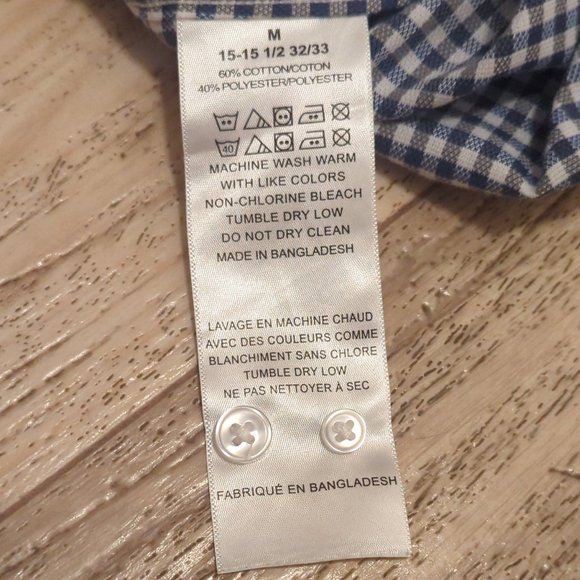 M
15-15 1/2 32/33
60% COTTON/COTON
40% POLYESTER/POLYESTER
40
MACHINE WASH WARM
WITH LIKE COLORS
NON-CHLORINE BLEACH
TUMBLE DRY LOW
DO NOT DRY CLEAN
MADE IN BANGLADESH
LAVAGE EN MACHINE CHAUD
AVEC DES COULEURS COMME
BLANCHIMENT SANS CHLORE
TUMBLE DRY LOW
NE PAS NETTOYER À SEC
FABRIQUÉ EN BANGLADESH